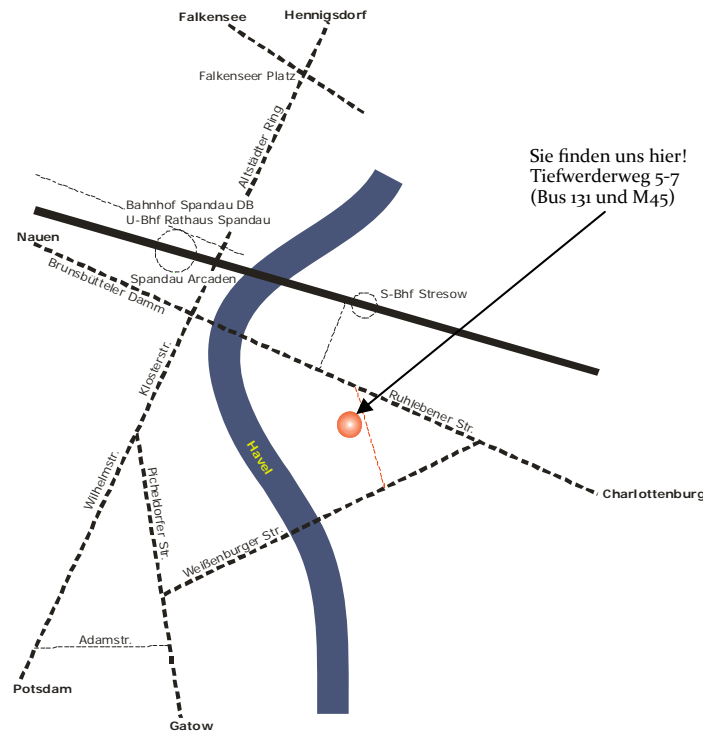 Hennigsdorf
Falkensee
Falkenseer Platz
Altstädter Ring
Sie finden uns hier!
Tiefwerderweg 5-7
(Bus 131 und M45)
Bahnhof Spandau DB
U-Bhf Rathaus Spandau
Nauen
Spandau Arcaden
Brunsbütteler Damm
S-Bhf Stresow
Klosterstr.
Ruhlebener Str.
Havel
Wilhelmstr.
Picheldorfer Str.
Charlottenburg
Weißenburger Str.
Adamstr.
Potsdam
Gatow